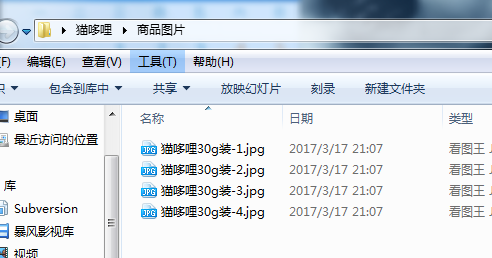 猫哆哩 商品图片
(F) 编辑(E) 查看(V) 工具(T) 帮助(H)
包含到库中 共享 放映幻灯片 刻录 新建文件夹
桌面
最近访问的位置
库
Subversion
暴风影视库
视频
名称 日期 类型
JPG 猫哆哩30g装-1.jpg 2017/3/17 21:07 看图王 J
JPG 猫哆哩30g装-2.jpg 2017/3/17 21:07 看图王 J
JPG 猫哆哩30g装-3.jpg 2017/3/17 21:07 看图王 J
JPG 猫哆哩30g装-4.jpg 2017/3/17 21:07 看图王 J